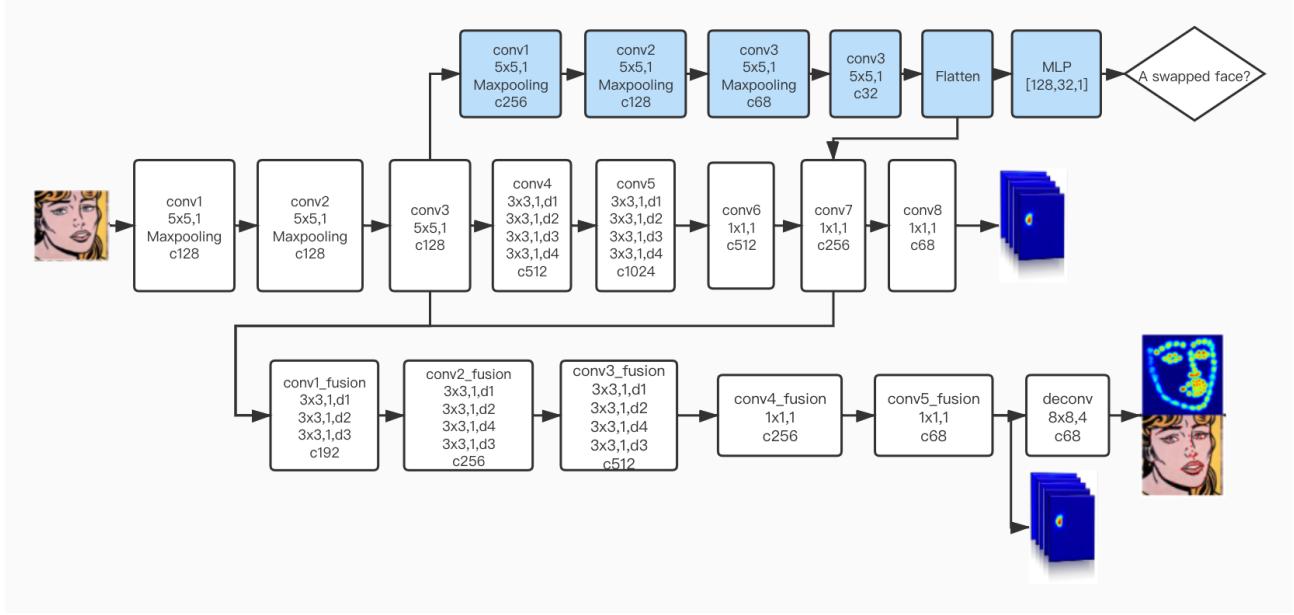 conv1
5x5,1
Maxpooling
c256
conv2
5x5,1
Maxpooling
c128
conv3
5x5,1
Maxpooling
c68
conv3
5x5,1
c32
Flatten
MLP
[128,32,1]
A swapped face?
conv1
5x5,1
Maxpooling
c128
conv2
5x5,1
Maxpooling
c128
conv3
5x5,1
c128
conv4
3x3,1,d1
3x3,1,d2
3x3,1,d3
3x3,1,d4
c512
conv5
3x3,1,d1
3x3,1,d2
3x3,1,d3
3x3,1,d4
c1024
conv6
1x1,1
c512
conv7
1x1,1
c256
conv8
1x1,1
c68
conv1_fusion
3x3,1,d1
3x3,1,d2
3x3,1,d3
c192
conv2_fusion
3x3,1,d1
3x3,1,d2
3x3,1,d4
3x3,1,d3
c256
conv3_fusion
3x3,1,d1
3x3,1,d2
3x3,1,d4
3x3,1,d3
c512
conv4_fusion
1x1,1
c256
conv5_fusion
1x1,1
c68
deconv
8x8,4
c68